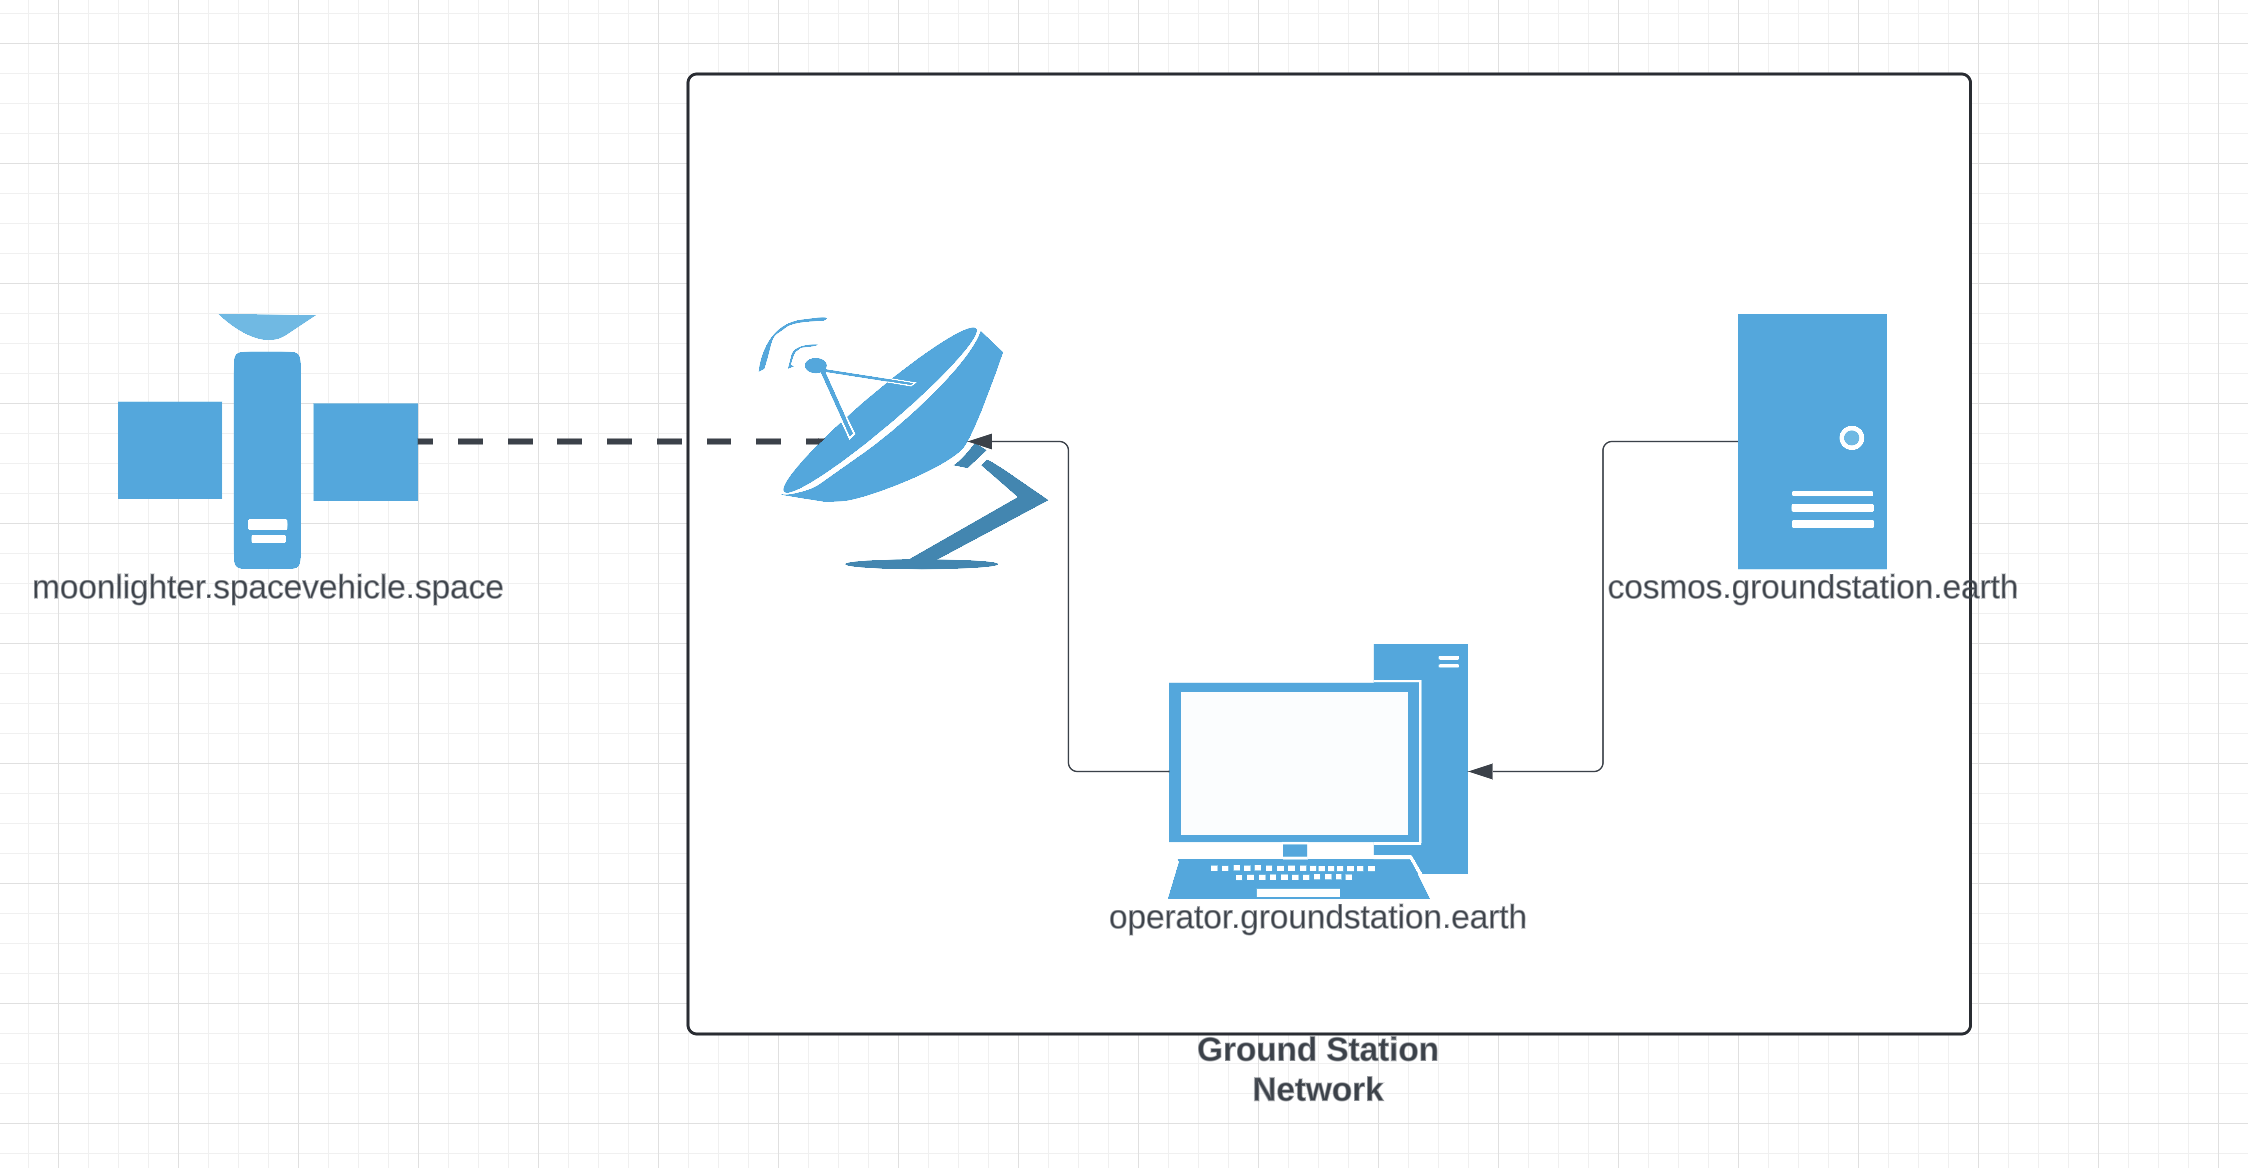 moonlighter.spacevehicle.space
cosmos.groundstation.earth
operator.groundstation.earth
Ground Station
Network